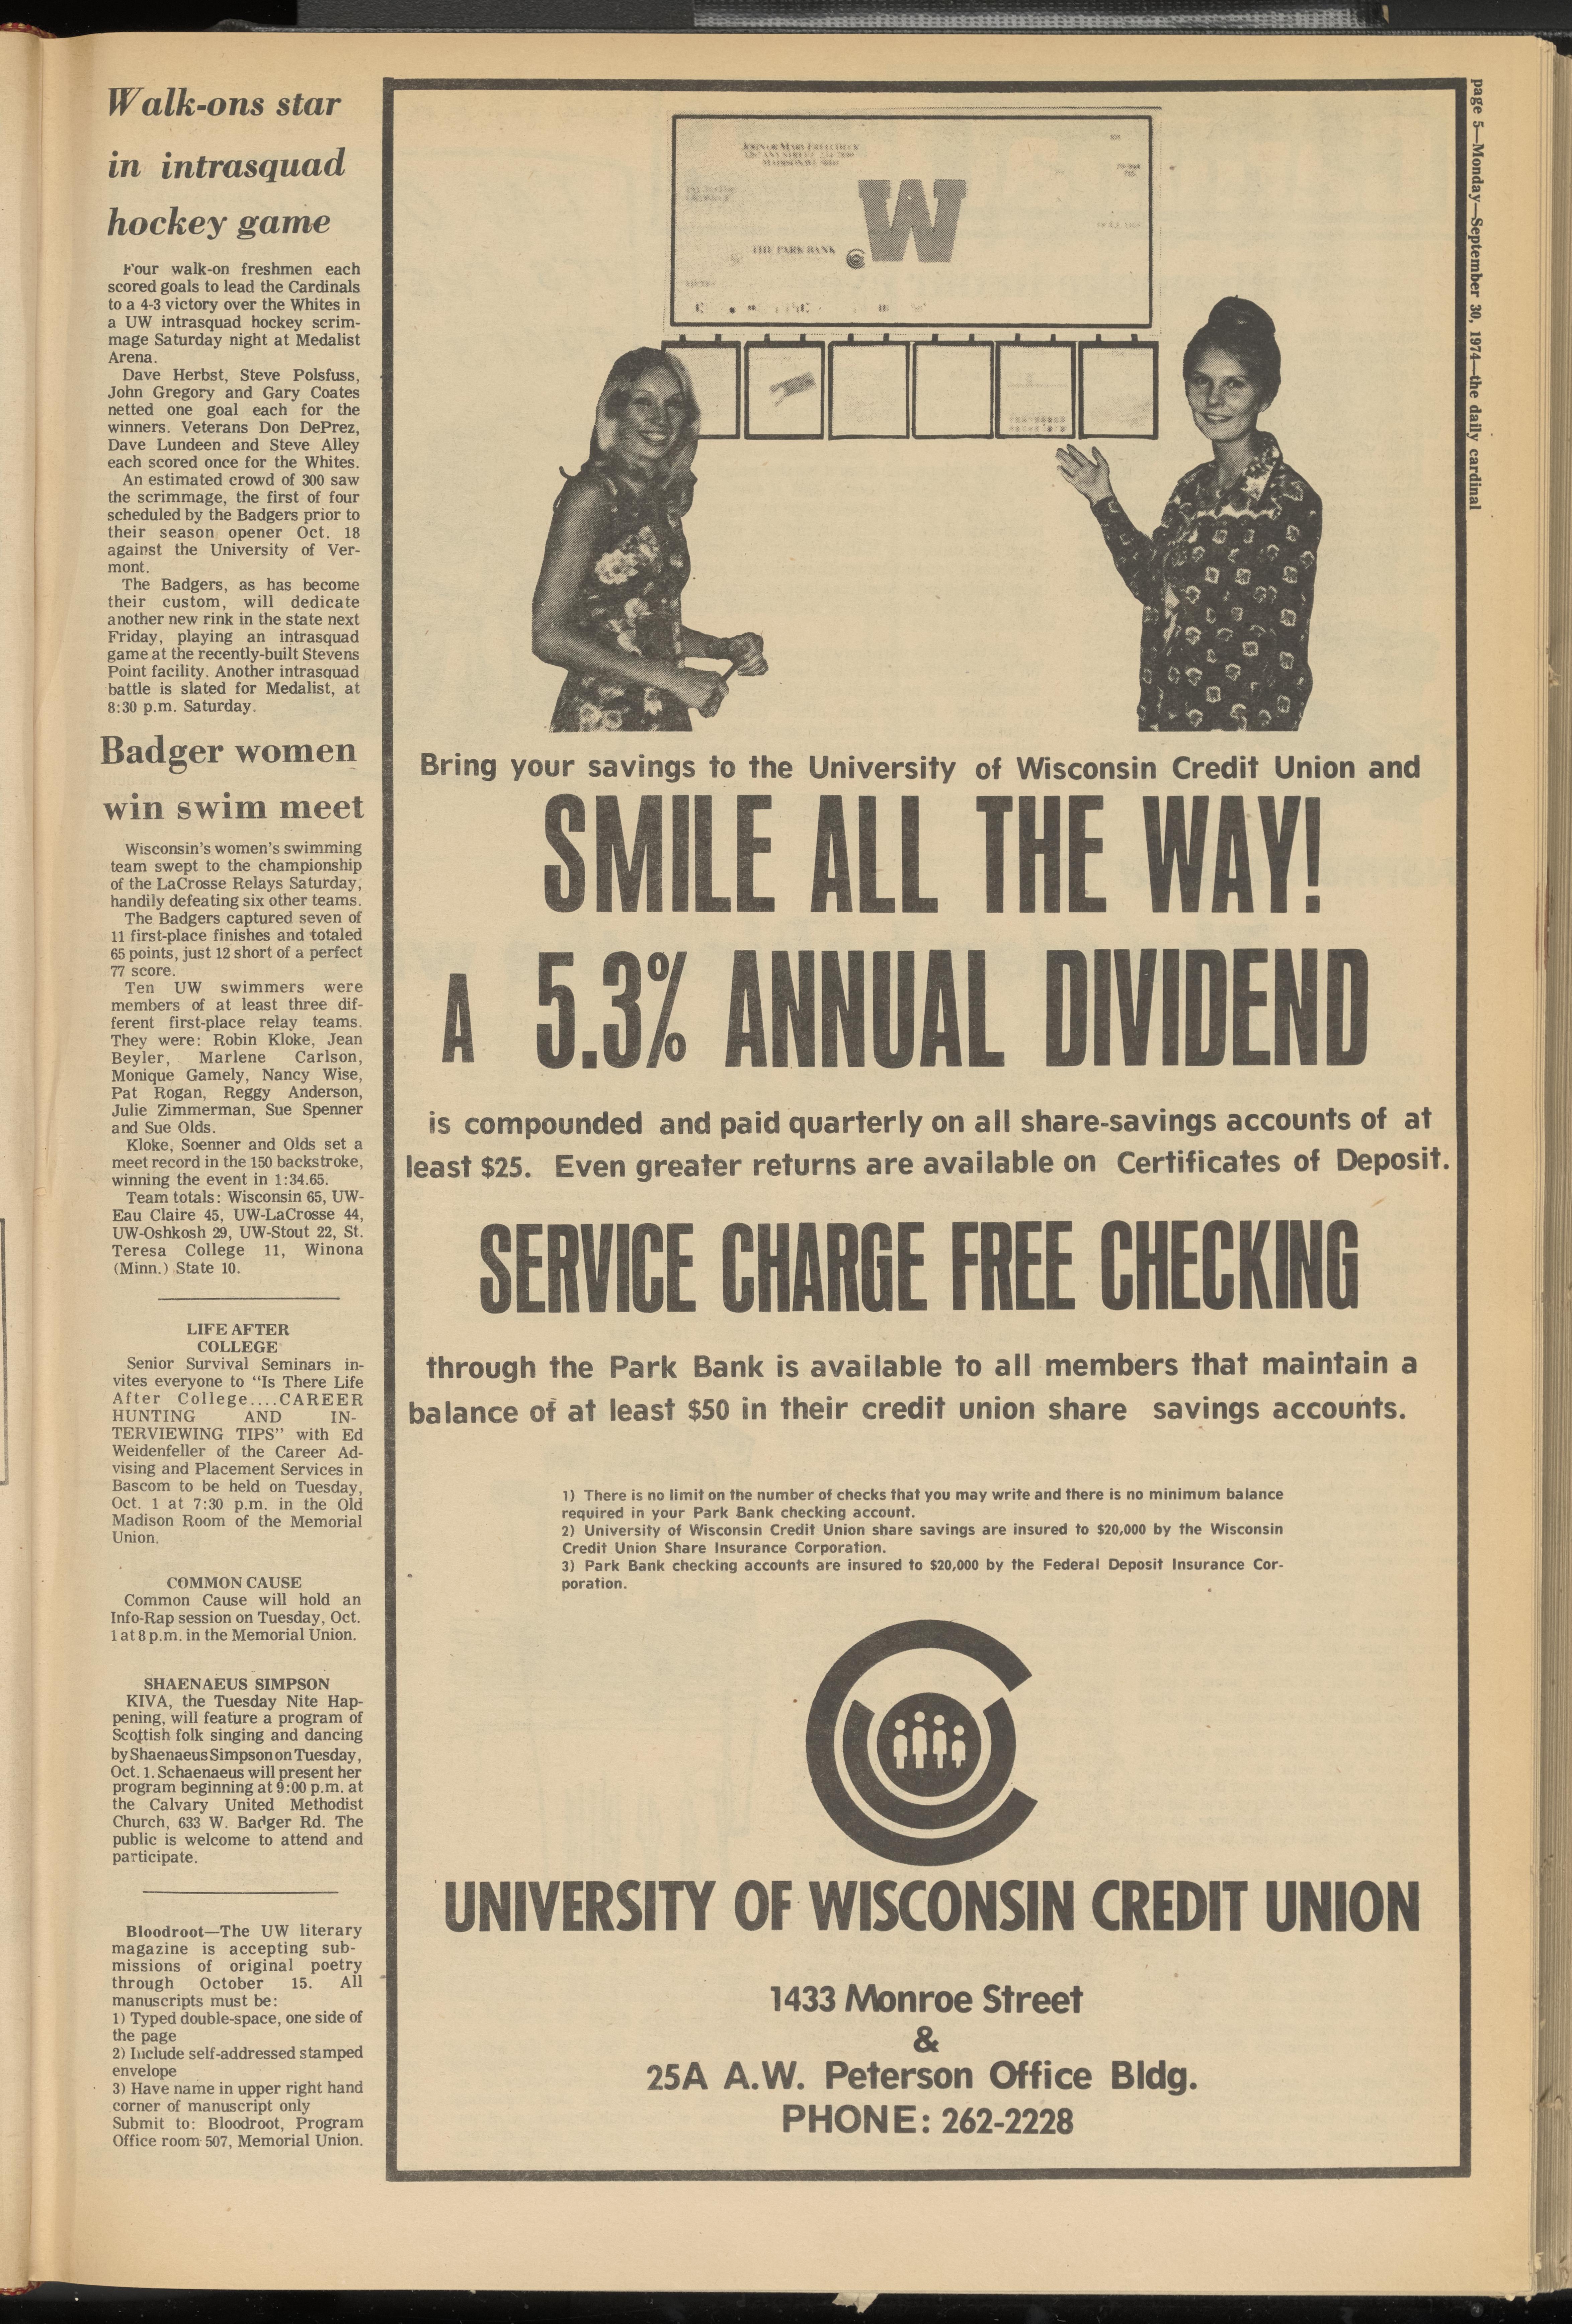 Walk-ons star
in intrasquad
hockey game
Four walk-on freshmen each
scored goals to lead the Cardinals
to a 4-3 victory over the Whites in
a UW intrasquad hockey scrim-
mage Saturday night at Medalist
Arena.
Dave Herbst, Steve Polsfuss,
John Gregory and Gary Coates
netted one goal each for the
winners. Veterans Don DePrez,
Dave Lundeen and Steve Alley
each scored once for the Whites.
An estimated crowd of 300 saw
the scrimmage, the first of four
scheduled by the Badgers prior to
their season opener Oct. 18
against the University of Ver-
mont.
The Badgers, as has become
their custom, will dedicate
another new rink in the state next
Friday, playing an intrasquad
game at the recently-built Stevens
Point facility. Another intrasquad
battle is slated for Medalist, at
8:30 p.m. Saturday.
Badger women
win swim meet
Wisconsin's women's swimming
team swept to the championship
of the LaCrosse Relays Saturday,
handily defeating six other teams.
The Badgers captured seven of
11 first-place finishes and totaled
65 points, just 12 short of a perfect
77 score.
Ten UW swimmers were
members of at least three dif-
ferent first-place relay teams.
They were: Robin Kloke, Jean
Beyler, Marlene Carlson,
Monique Gamely, Nancy Wise,
Pat Rogan, Reggy Anderson,
Julie Zimmerman, Sue Spenner
and Sue Olds.
Kloke, Soenner and Olds set a
meet record in the 150 backstroke,
winning the event in 1:34.65.
Team totals: Wisconsin 65, UW-
Eau Claire 45, UW-LaCrosse 44,
UW-Oshkosh 29, UW-Stout 22, St.
Teresa College 11, Winona
(Minn.) State 10.
LIFE AFTER
COLLEGE
Senior Survival Seminars in-
vites everyone to "Is There Life
After College....CAREER
HUNTING AND IN-
TERVIEWING TIPS" with Ed
Weidenfeller of the Career Ad-
vising and Placement Services in
Bascom to be held on Tuesday,
Oct. 1 at 7:30 p.m. in the Old
Madison Room of the Memorial
Union.
COMMON CAUSE
Common Cause will hold an
Info-Rap session on Tuesday, Oct.
1 at 8 p.m. in the Memorial Union.
SHAENAEUS SIMPSON
KIVA, the Tuesday Nite Hap-
pening, will feature a program of
Scottish folk singing and dancing
by Shaenaeus Simpson on Tuesday,
Oct. 1. Schaenaeus will present her
program beginning at 9:00 p.m. at
the Calvary United Methodist
Church, 633 W. Badger Rd. The
public is welcome to attend and
participate.
Bloodroot—The UW literary
magazine is accepting sub-
missions of original poetry
through October 15. All
manuscripts must be:
1) Typed double-space, one side of
the page
2) Include self-addressed stamped
envelope
3) Have name in upper right hand
corner of manuscript only
Submit to: Bloodroot, Program
Office room 507, Memorial Union.
JOHN OR MARY FREECHECK
THE PARK BANK
W
Bring your savings to the University of Wisconsin Credit Union and
SMILE ALL THE WAY!
A 5.3% ANNUAL DIVIDEND
is compounded and paid quarterly on all share-savings accounts of at
least $25. Even greater returns are available on Certificates of Deposit.
SERVICE CHARGE FREE CHECKING
through the Park Bank is available to all members that maintain a
balance of at least $50 in their credit union share savings accounts.
1) There is no limit on the number of checks that you may write and there is no minimum balance
required in your Park Bank checking account.
2) University of Wisconsin Credit Union share savings are insured to $20,000 by the Wisconsin
Credit Union Share Insurance Corporation.
3) Park Bank checking accounts are insured to $20,000 by the Federal Deposit Insurance Cor-
poration.
UNIVERSITY OF WISCONSIN CREDIT UNION
1433 Monroe Street
&
25A A.W. Peterson Office Bldg.
PHONE: 262-2228
page 5—Monday—September 30, 1974—the daily cardinal